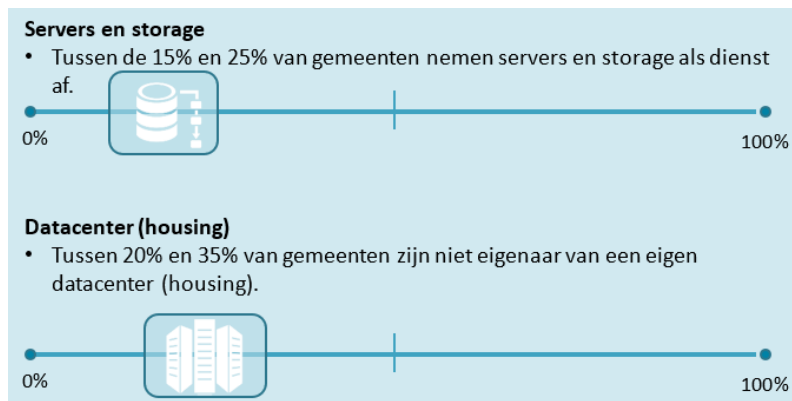 Servers en storage
• Tussen de 15% en 25% van gemeenten nemen servers en storage als dienst
af.
0%
100%
Datacenter (housing)
• Tussen 20% en 35% van gemeenten zijn niet eigenaar van een eigen
datacenter (housing).
0%
100%